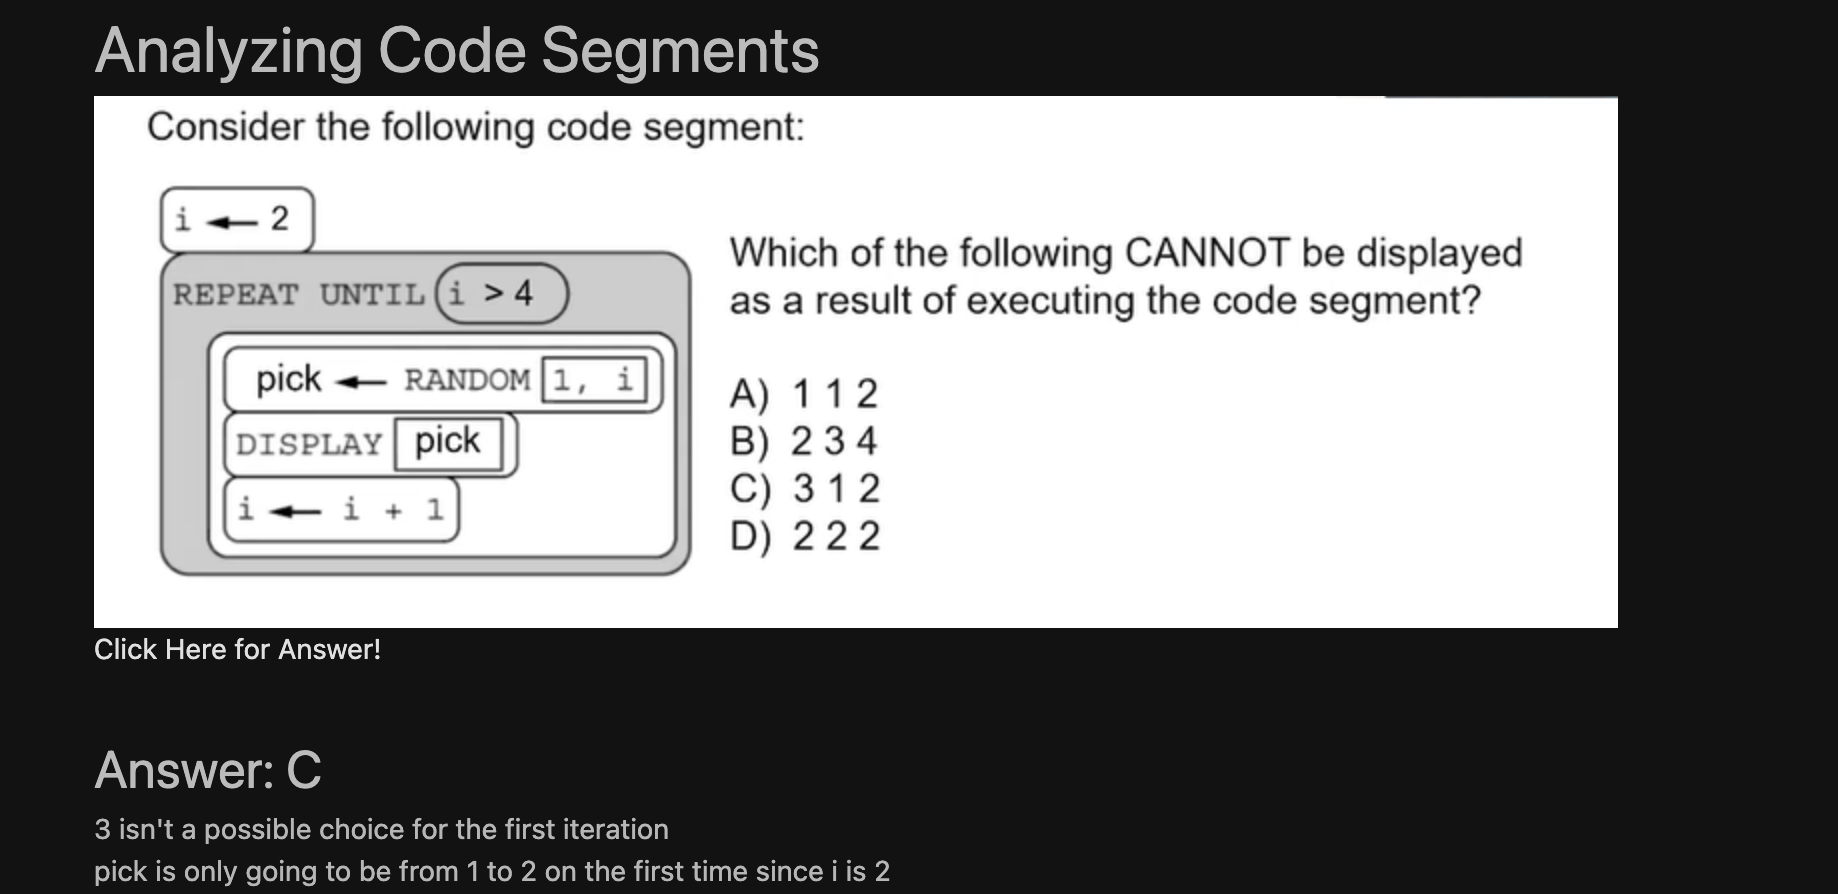 Analyzing Code Segments
Consider the following code segment:
i ← 2
REPEAT UNTIL i > 4
pick ← RANDOM 1, i
DISPLAY pick
i ← i + 1
Which of the following CANNOT be displayed
as a result of executing the code segment?
A) 1 1 2
B) 2 3 4
C) 3 1 2
D) 2 2 2
Click Here for Answer!
Answer: C
3 isn't a possible choice for the first iteration
pick is only going to be from 1 to 2 on the first time since i is 2